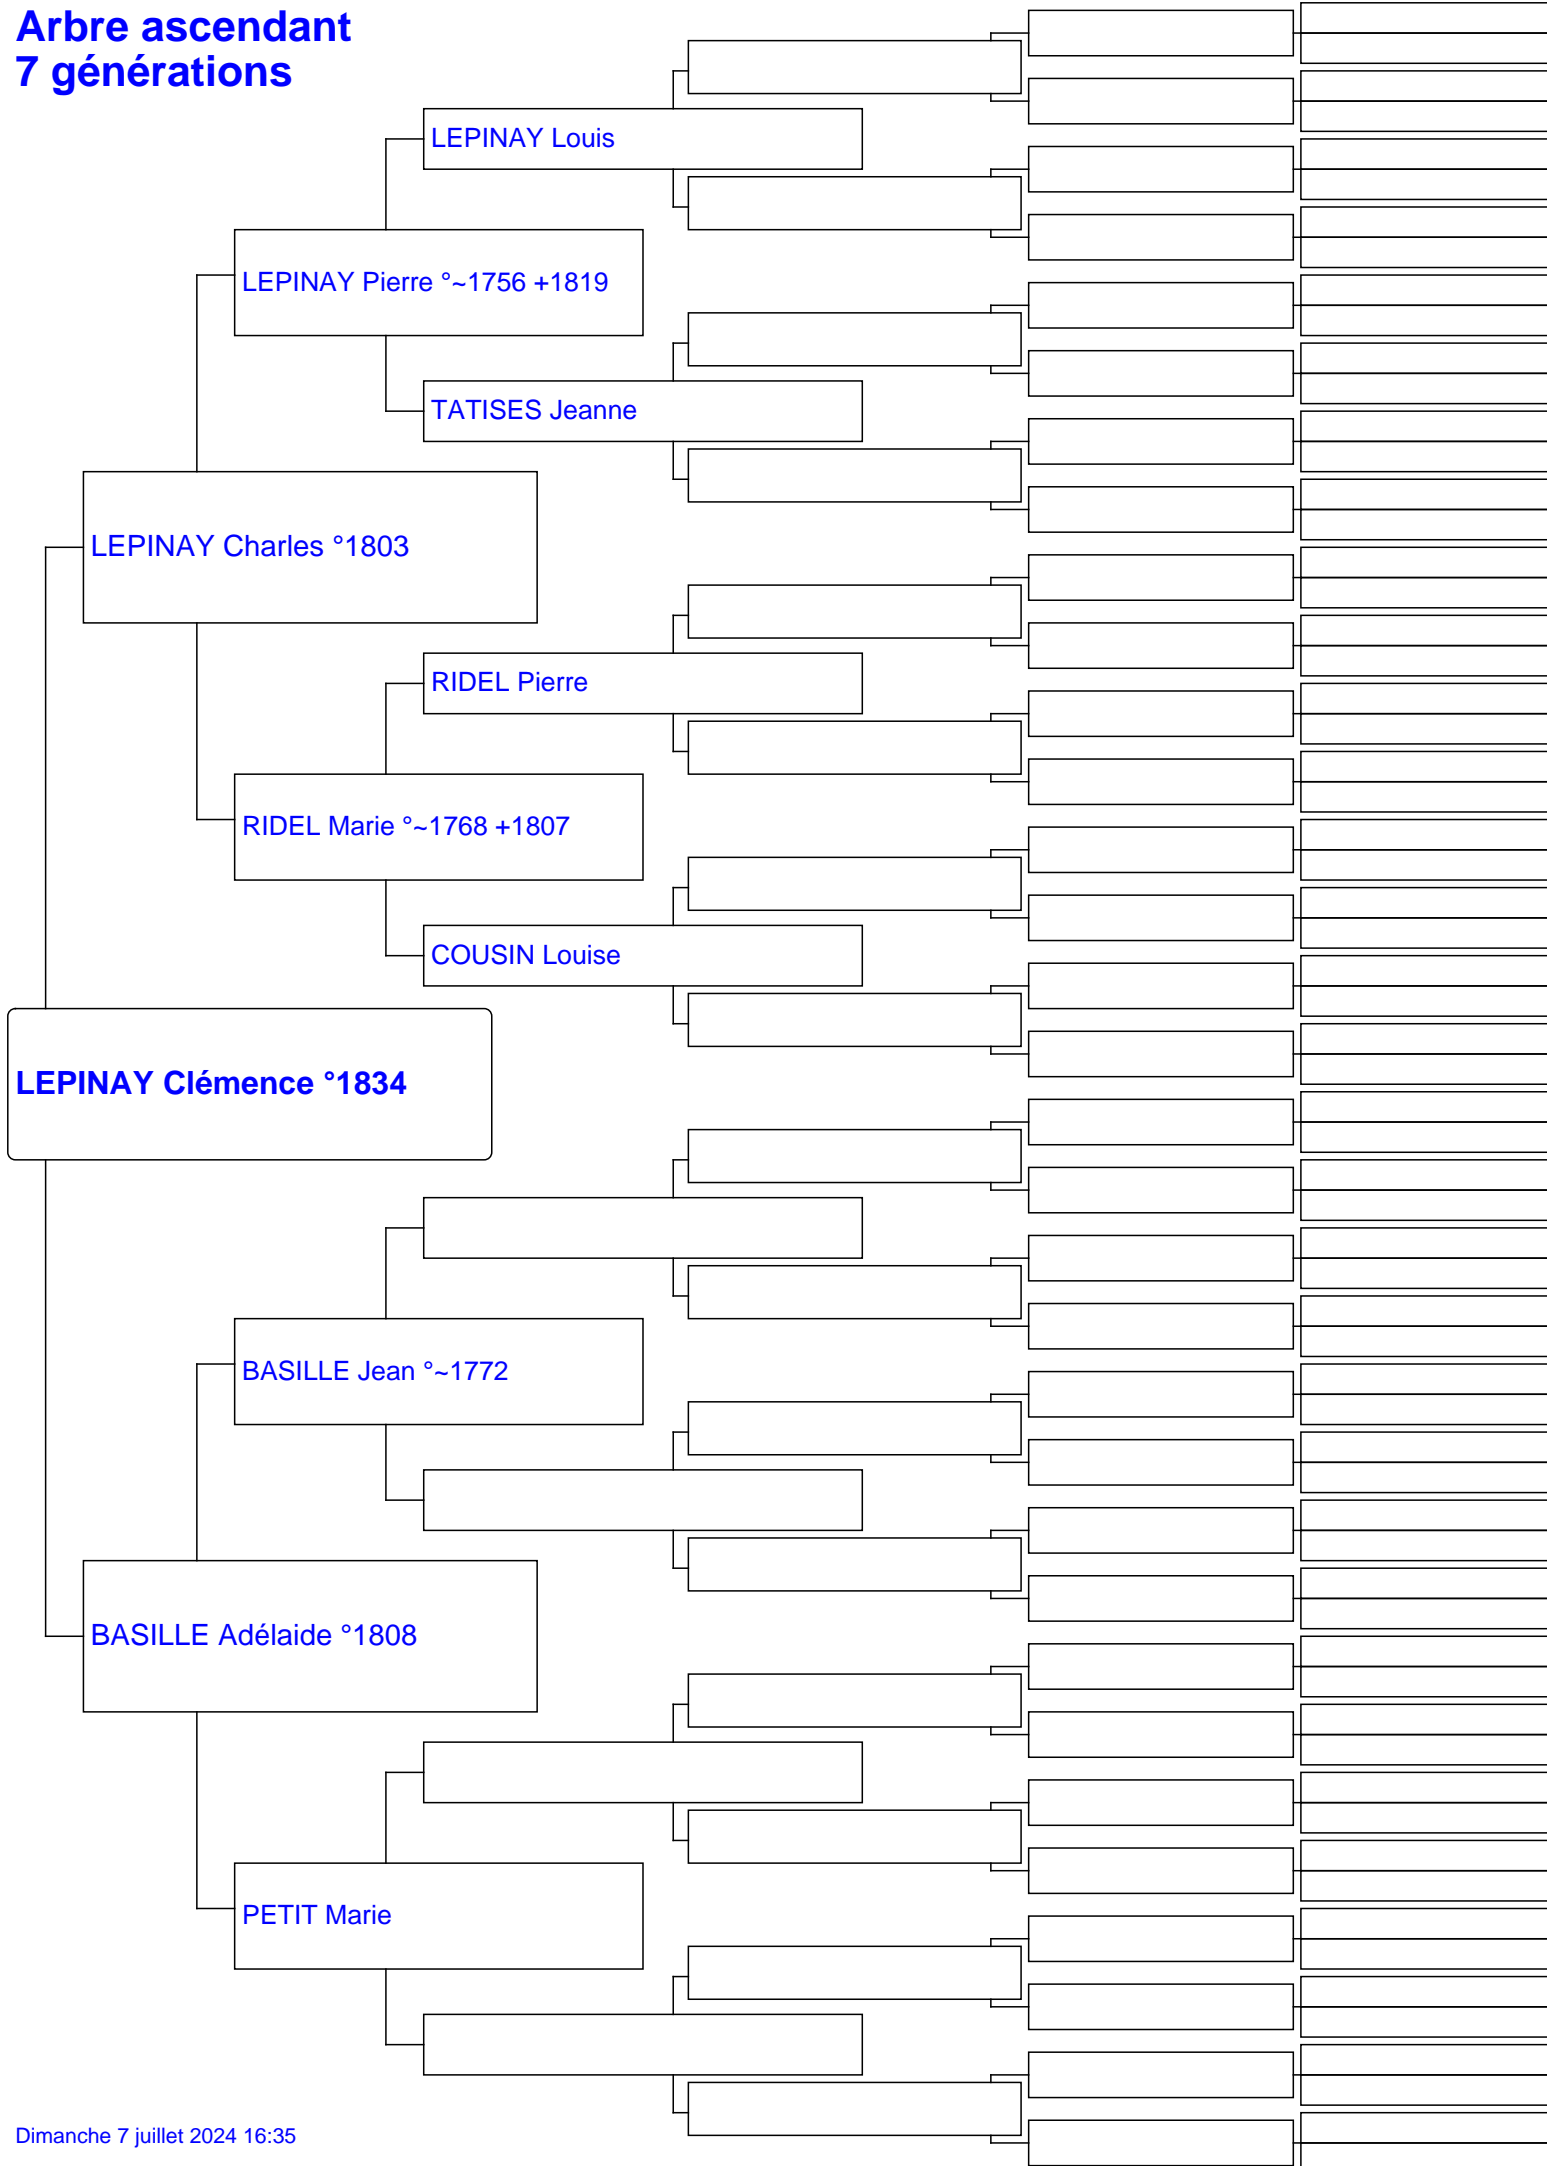 Arbre ascendant
7 générations
LEPINAY Louis
LEPINAY Pierre °~1756 +1819
TATISES Jeanne
LEPINAY Charles °1803
RIDEL Pierre
RIDEL Marie °~1768 +1807
COUSIN Louise
LEPINAY Clémence °1834
BASILLE Jean °~1772
BASILLE Adélaide °1808
PETIT Marie
Dimanche 7 juillet 2024 16:35